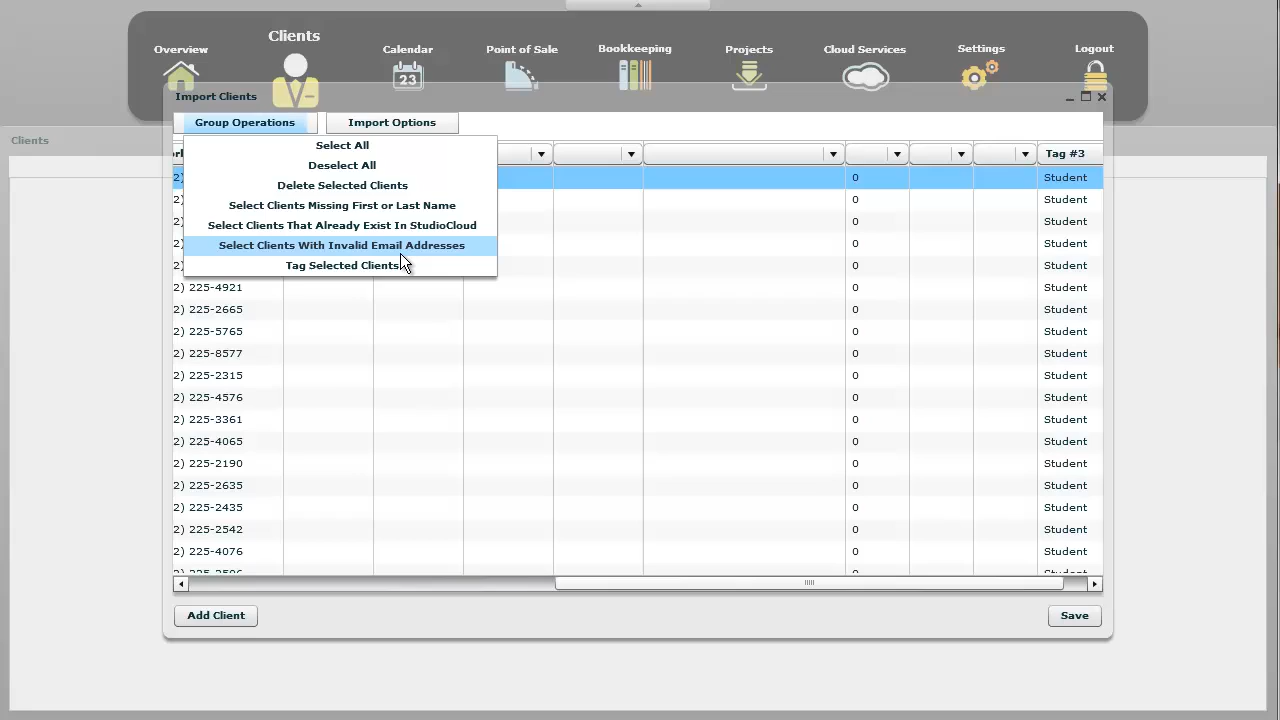 Overview
Clients
Calendar
Point of Sale
Bookkeeping
Projects
Cloud Services
Settings
Logout
23
Import Clients
Clients
Group Operations
Import Options
Select All
Deselect All
Delete Selected Clients
Select Clients Missing First or Last Name
Select Clients That Already Exist In StudioCloud
Select Clients With Invalid Email Addresses
Tag Selected Clients
Tag #3
2) 0 Student
Student
Student
Student
0 Student
2) 225-4921 0 Student
2) 225-2665 0 Student
2) 225-5765 0 Student
2) 225-8577 0 Student
2) 225-2315 0 Student
2) 225-4576 0 Student
2) 225-3361 0 Student
2) 225-4065 0 Student
2) 225-2190 0 Student
2) 225-2635 0 Student
2) 225-2435 0 Student
2) 225-2542 0 Student
2) 225-4076 0 Student
Add Client
Save